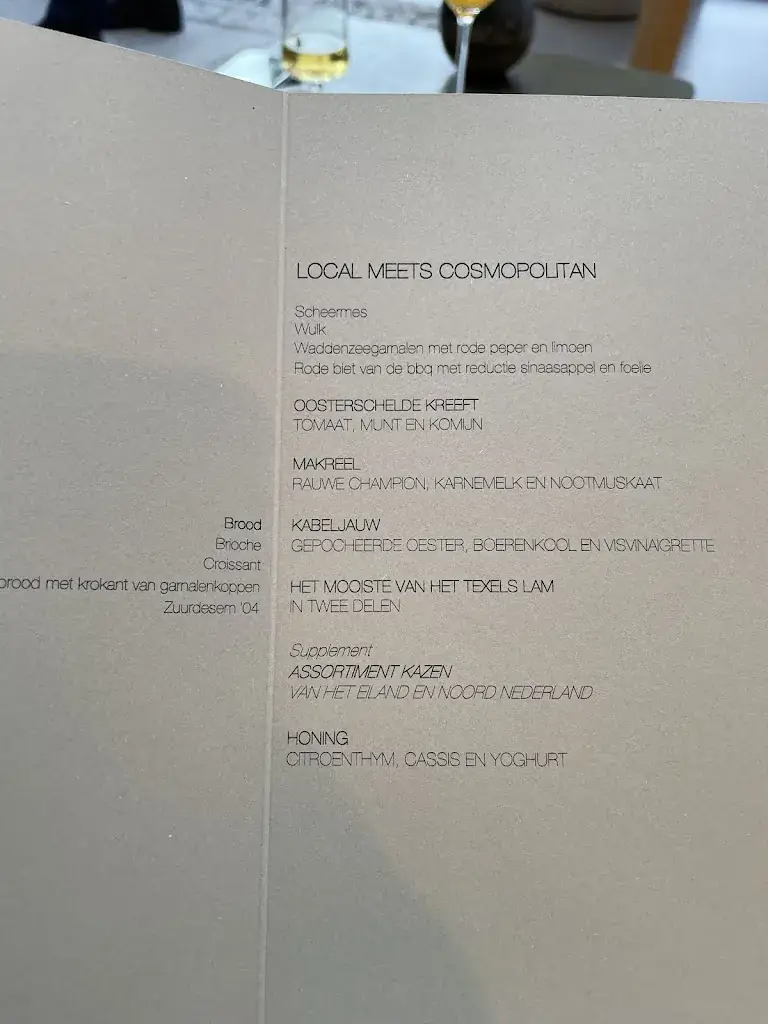 LOCAL MEETS COSMOPOLITAN
Scheermes
Wulk
Waddenzeegarnalen met rode peper en limoen
Rode biet van de bbq met reductie sinaasappel en foelie
OOSTERSCHELDE KREEFT
TOMAAT, MUNT EN KOMIJN
MAKREEL
RAUWE CHAMPION, KARNEMELK EN NOOTMUSKAAT
KABELJAUW
GEPOCHEERDE OESTER, BOERENKOOL EN VISVINAIGRETTE
HET MOOISTE VAN HET TEXELS LAM
IN TWEE DELEN
Supplement
ASSORTIMENT KAZEN
VAN HET EILAND EN NOORD NEDERLAND
HONING
CITROENTHYM, CASSIS EN YOGHURT
Brood
Brioche
Croissant
brood met krokant van garnalenkoppen
Zuurdesem '04